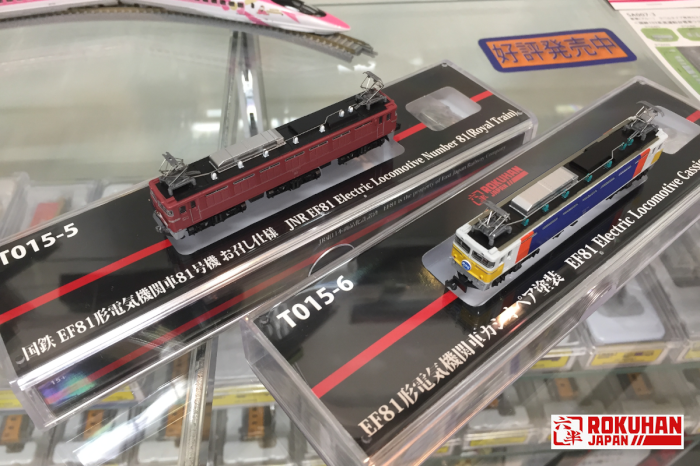 好評発売中
T015-5
国鉄 EF81形電気機関車81号機 お召し仕様 JNR EF81 Electric Locomotive Number 81(Royal Train)
ROKUHAN
JAPAN
T015-6
EF81形電気機関車カシオペア塗装 EF81 Electric Locomotive
六半 ROKUHAN
JAPAN